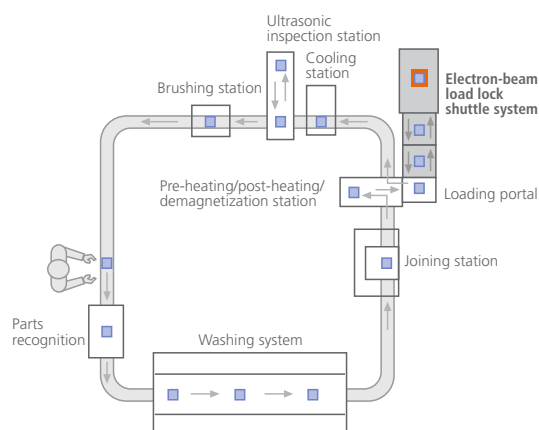 Ultrasonic
inspection station
Cooling
station
Brushing station
Electron-beam
load lock
shuttle system
Pre-heating/post-heating/
demagnetization station
Loading portal
Joining station
Parts
recognition
Washing system